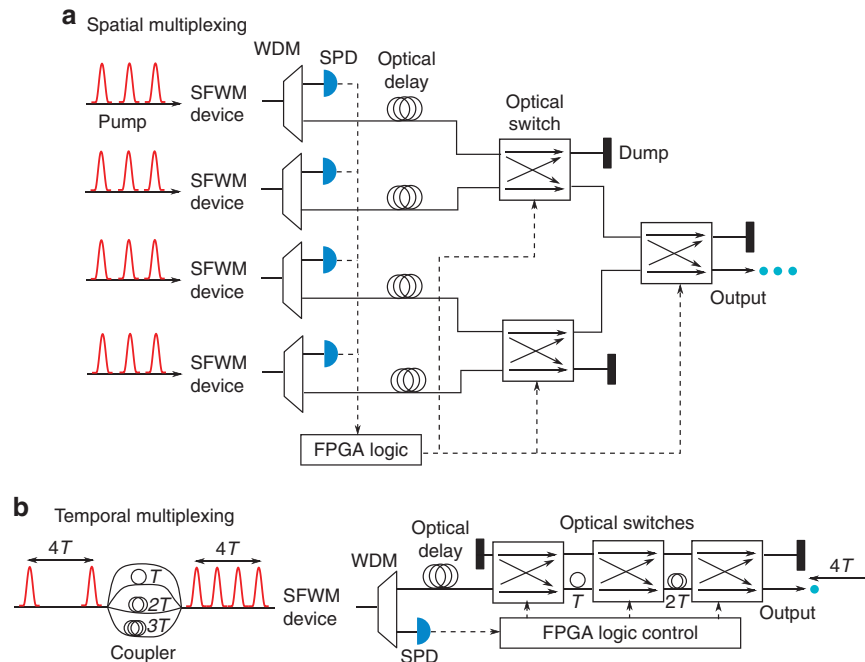 a Spatial multiplexing
WDM
SPD
Optical
delay
Optical
switch
Pump
SFWM
device
Dump
SFWM
device
SFWM
device
Output
SFWM
device
FPGA logic
b Temporal multiplexing
4T
4T
T
2T
3T
Coupler
SFWM
device
WDM
Optical
delay
SPD
Optical switches
T
2T
4T
Output
FPGA logic control